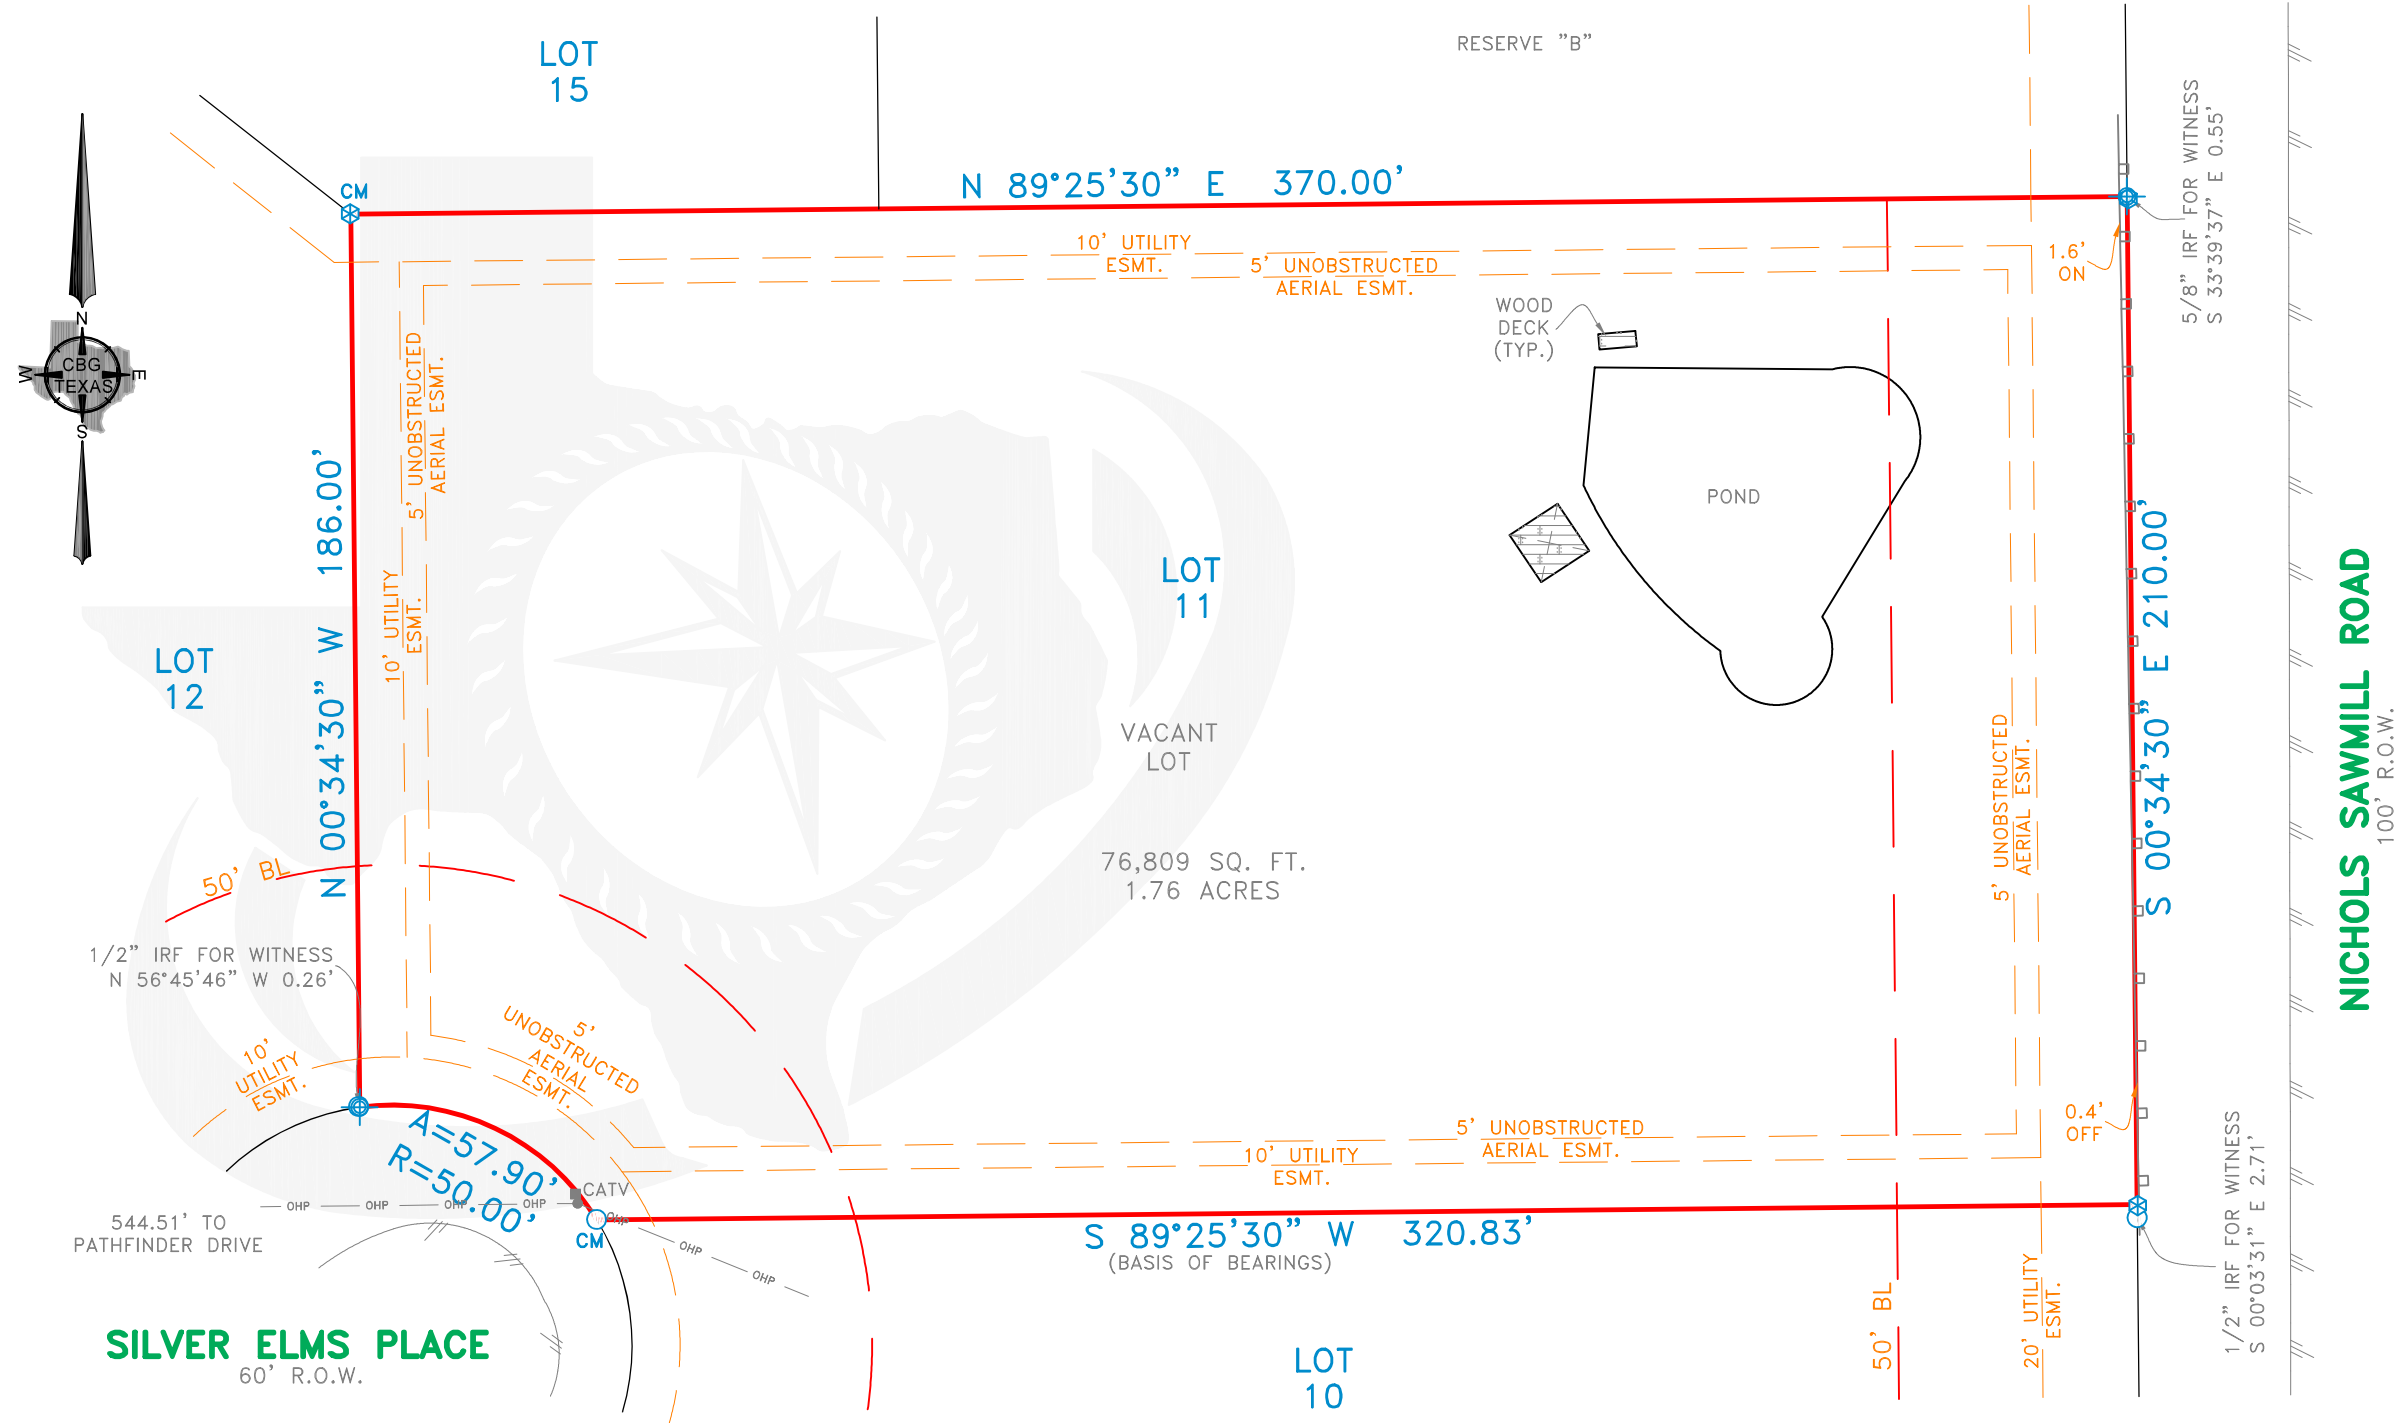 LOT
15
RESERVE "B"
CM
N 89°25'30" E 370.00'
5/8" IRF FOR WITNESS
S 33°39'37" E 0.55'
10' UTILITY
ESMT.
5' UNOBSTRUCTED
AERIAL ESMT.
1.6'
ON
N
W
E
S
CBG
TEXAS
WOOD
DECK
(TYP.)
5' UNOBSTRUCTED
AERIAL ESMT.
10' UTILITY
ESMT.
N 00°34'30" W 186.00'
POND
LOT
11
LOT
12
VACANT
LOT
76,809 SQ. FT.
1.76 ACRES
5' UNOBSTRUCTED
AERIAL ESMT.
S 00°34'30" E 210.00'
NICHOLS SAWMILL ROAD
100' R.O.W.
50' BL
1/2" IRF FOR WITNESS
N 56°45'46" W 0.26'
10'
UTILITY
ESMT.
5'
UNOBSTRUCTED
AERIAL
ESMT.
A=57.90'
R=50.00'
CATV
OHP
OHP
OHP
OHP
OHP
OHP
OHP
CM
544.51' TO
PATHFINDER DRIVE
5' UNOBSTRUCTED
AERIAL ESMT.
10' UTILITY
ESMT.
0.4'
OFF
S 89°25'30" W 320.83'
(BASIS OF BEARINGS)
1/2" IRF FOR WITNESS
S 00°03'31" E 2.71'
50' BL
20' UTILITY
ESMT.
SILVER ELMS PLACE
60' R.O.W.
LOT
10